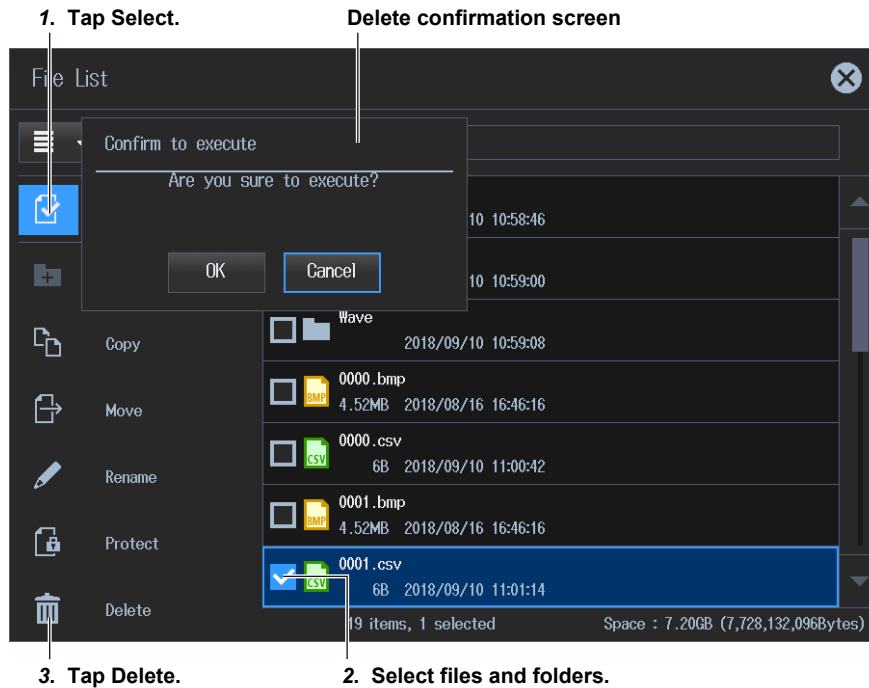 1. Tap Select.
Delete confirmation screen
File List
Confirm to execute
Are you sure to execute?
OK
Cancel
10 10:58:46
10 10:59:00
Wave
2018/09/10 10:59:08
Copy
0000.bmp
BMP
4.52MB 2018/08/16 16:46:16
Move
0000.csv
CSV
6B 2018/09/10 11:00:42
Rename
0001.bmp
BMP
4.52MB 2018/08/16 16:46:16
Protect
0001.csv
CSV
6B 2018/09/10 11:01:14
Delete
19 items, 1 selected
Space : 7.20GB (7,728,132,096Bytes)
3. Tap Delete.
2. Select files and folders.